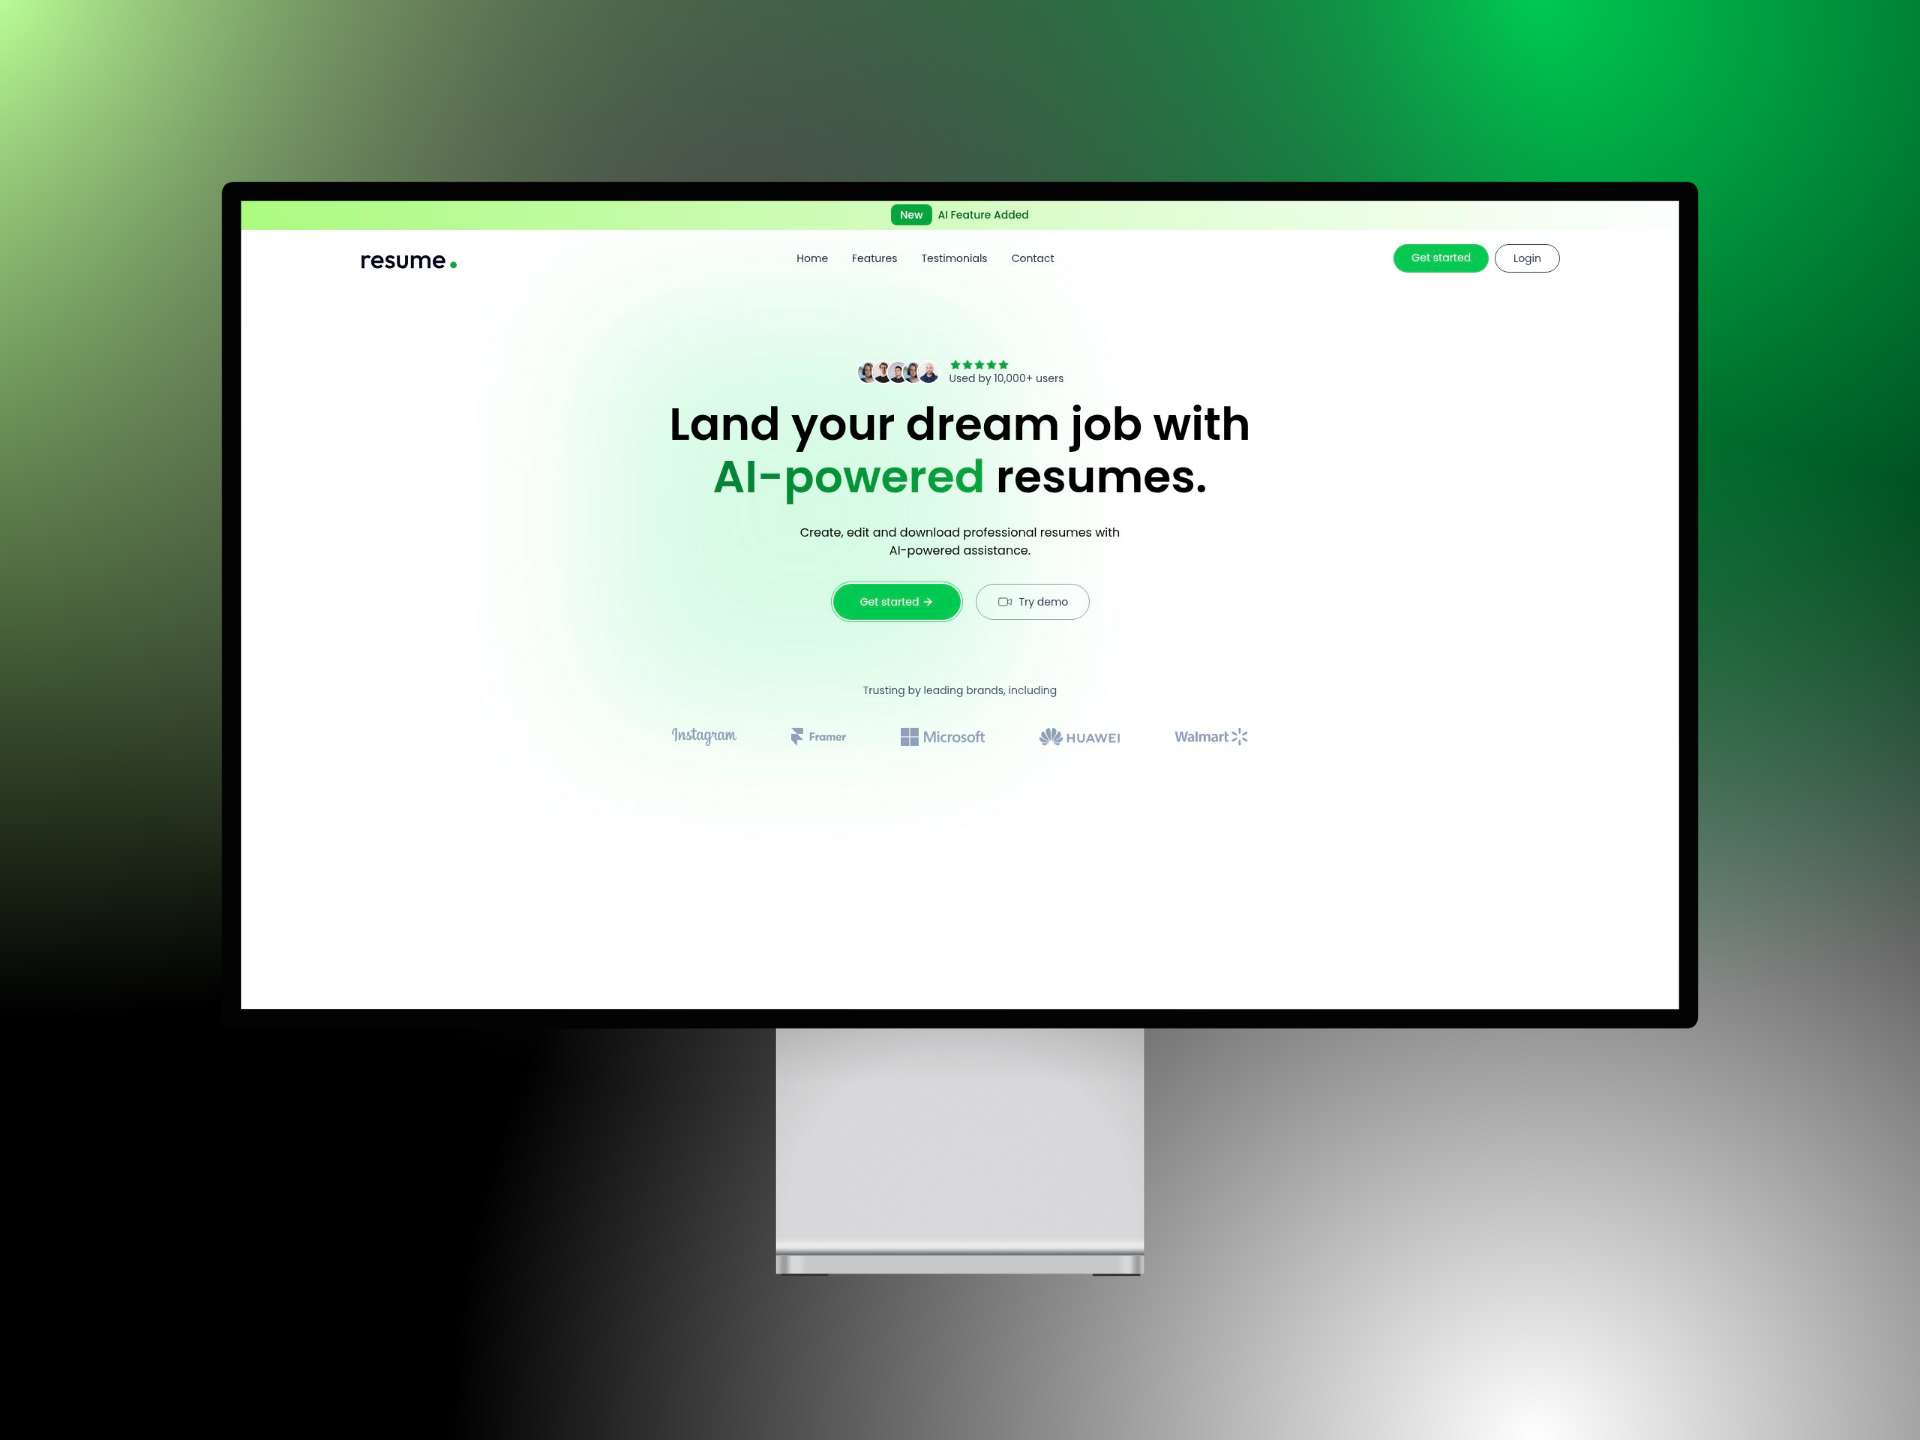 New AI Feature Added
resume.
Home Features Testimonials Contact
Get started Login
Used by 10,000+ users
Land your dream job with
AI-powered resumes.
Create, edit and download professional resumes with
AI-powered assistance.
Get started → Try demo
Trusting by leading brands, including
Instagram Framer Microsoft HUAWEI Walmart